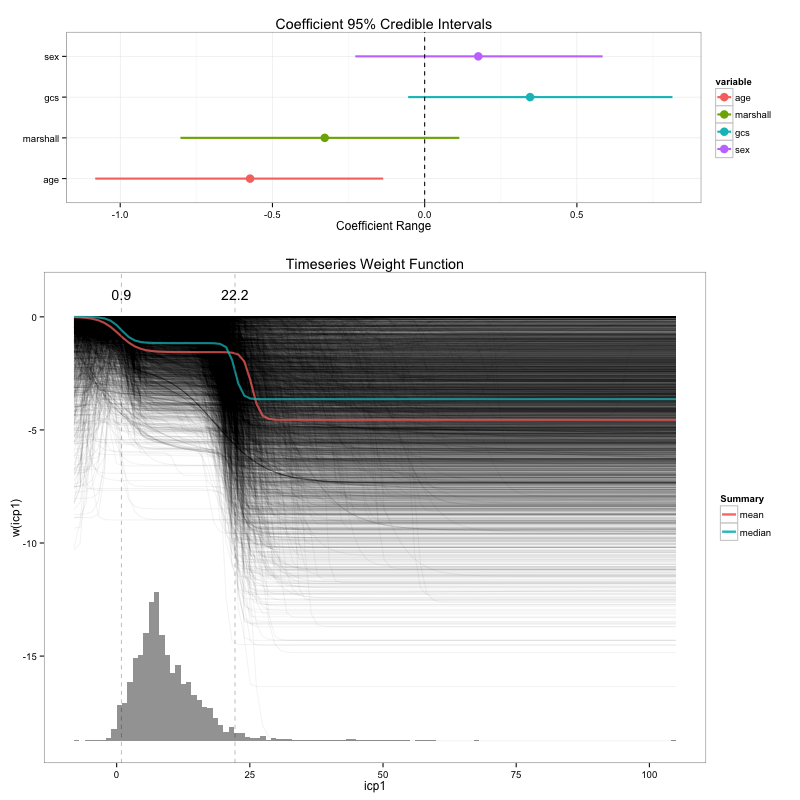 Coefficient 95% Credible Intervals
sex
gcs
marshall
age
-1.0 -0.5 0.0 0.5
Coefficient Range
variable
age
marshall
gcs
sex
Timeseries Weight Function
0.9 22.2
0
-5
-10
-15
w(icp1)
0 25 50 75 100
icp1
Summary
mean
median